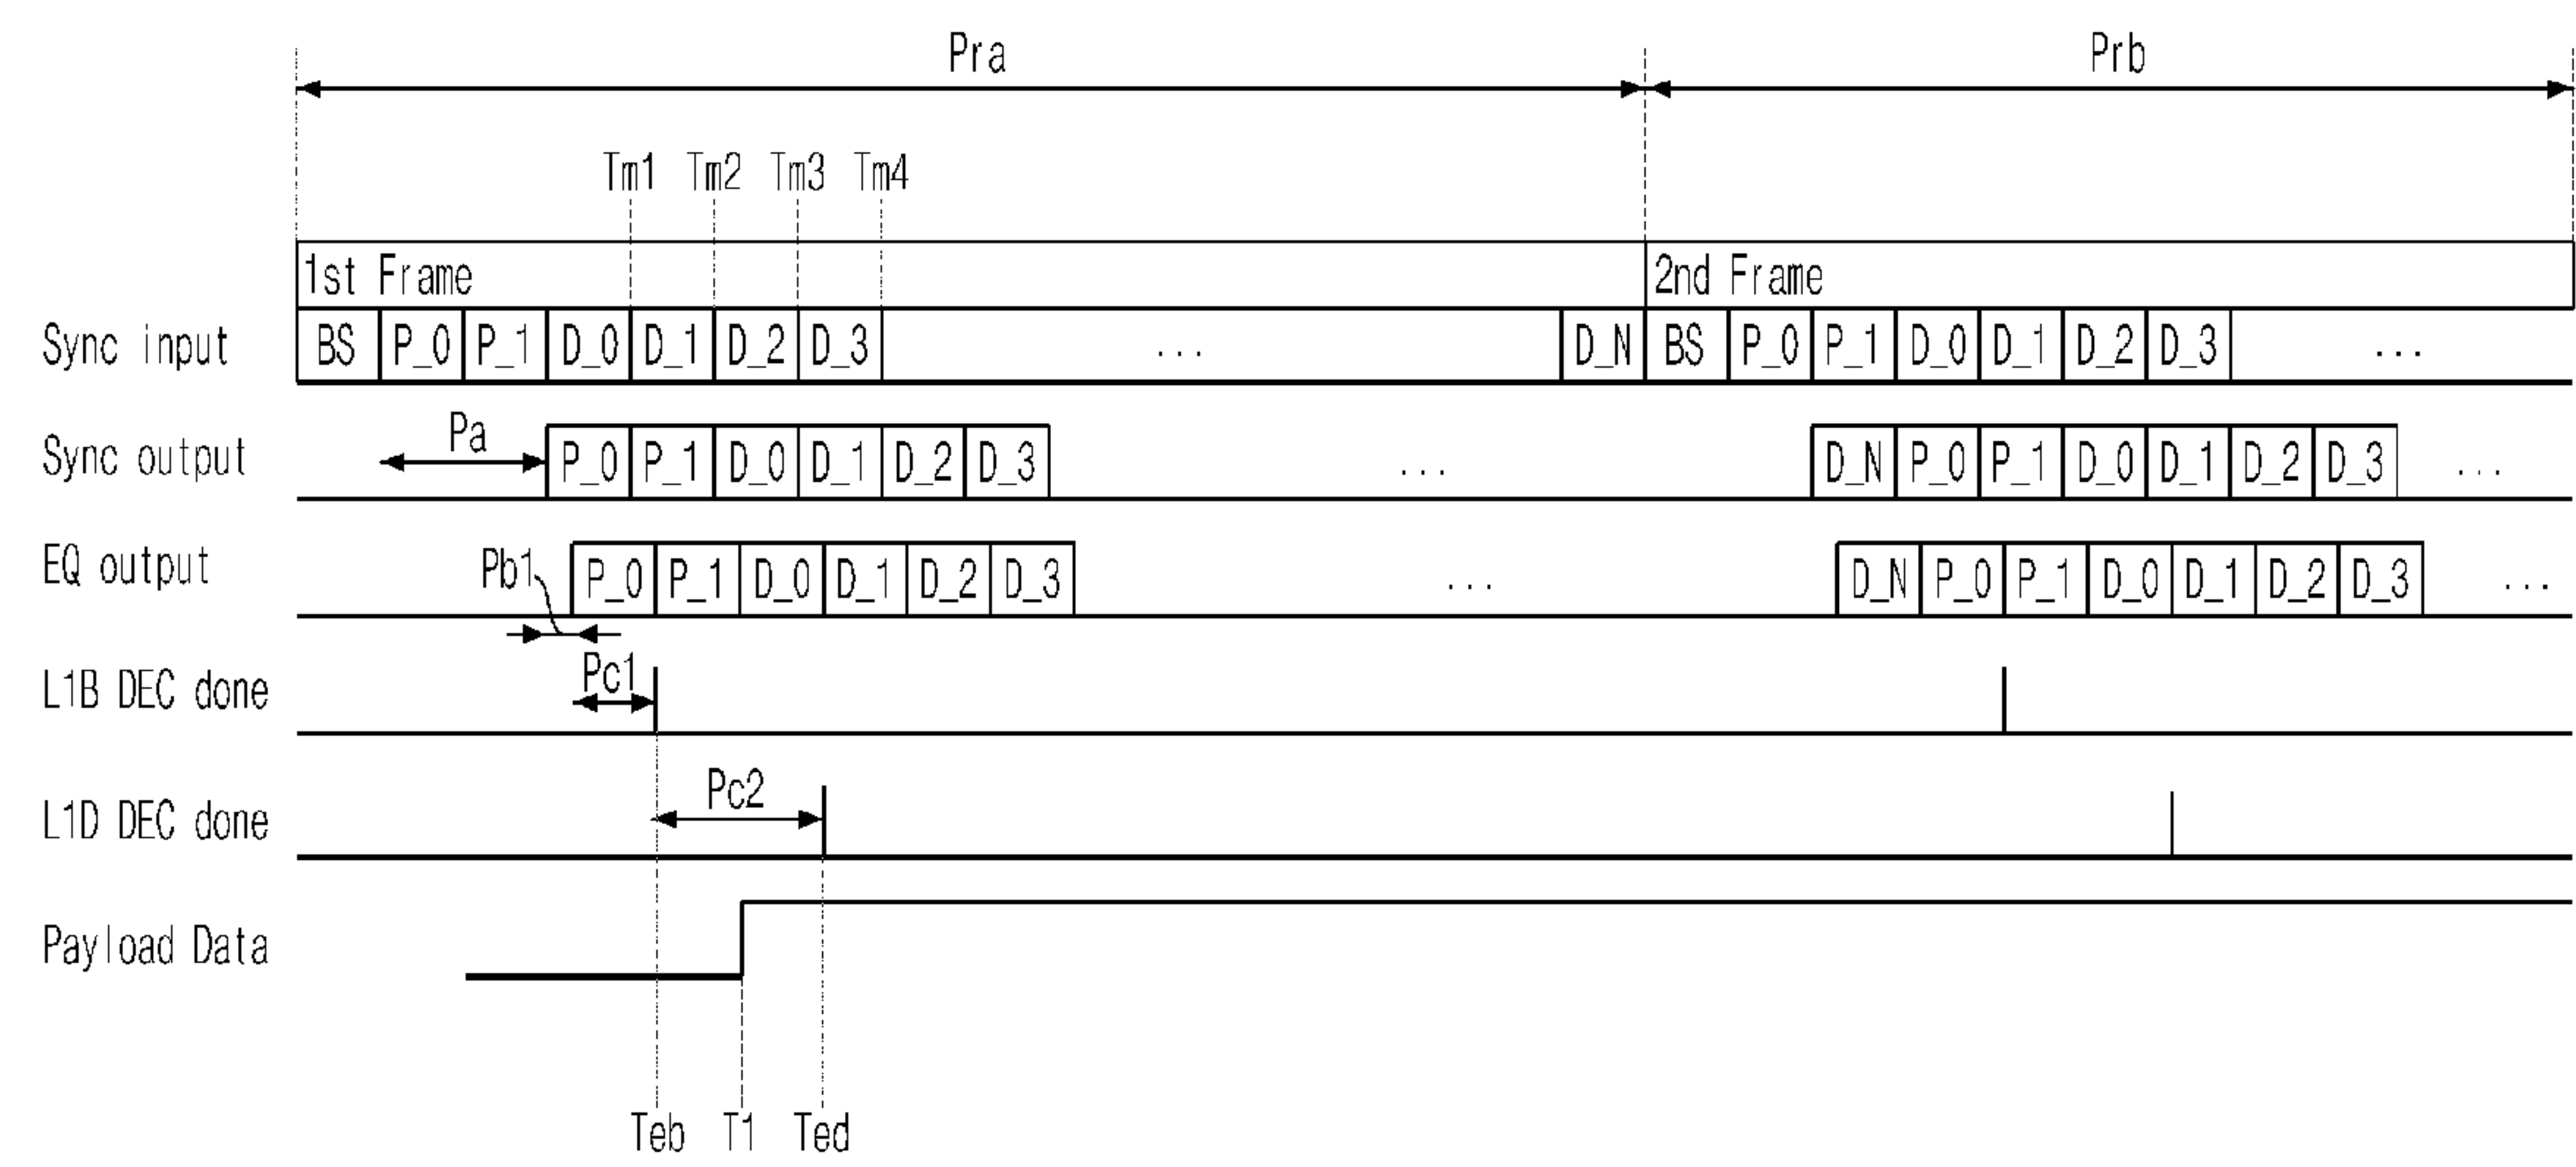 Pra Prb
Tm1 Tm2 Tm3 Tm4
1st Frame 2nd Frame
Sync input BS P_0 P_1 D_0 D_1 D_2 D_3 ... D_N BS P_0 P_1 D_0 D_1 D_2 D_3 ...
Pa
Sync output P_0 P_1 D_0 D_1 D_2 D_3 ... D_N P_0 P_1 D_0 D_1 D_2 D_3 ...
EQ output Pb1 P_0 P_1 D_0 D_1 D_2 D_3 ... D_N P_0 P_1 D_0 D_1 D_2 D_3 ...
L1B DEC done Pc1
L1D DEC done Pc2
Payload Data
Teb T1 Ted